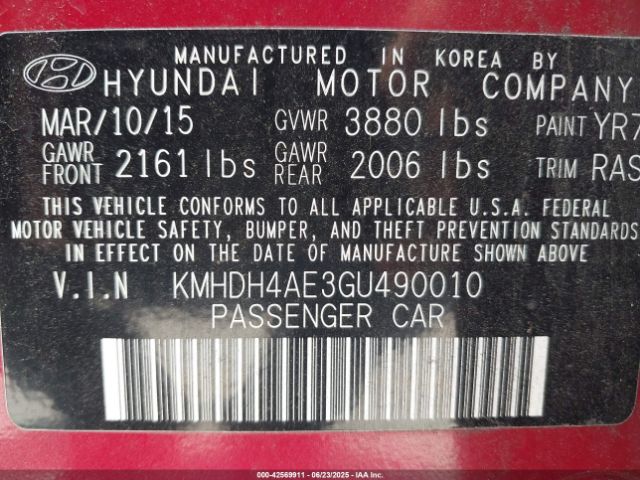 MANUFACTURED IN KOREA BY
HYUNDAI MOTOR COMPANY
MAR/10/15 GVWR 3880 lbs PAINT
GAWR FRONT 2161 lbs GAWR REAR 2006 lbs TRIM RAS
THIS VEHICLE CONFORMS TO ALL APPLICABLE U.S.A. FEDERAL
MOTOR VEHICLE SAFETY, BUMPER, AND THEFT PREVENTION STANDARDS
IN EFFECT ON THE DATE OF MANUFACTURE SHOWN ABOVE
V.I.N KMHDH4AE3GU490010
PASSENGER CAR
000-42569911 - 06/23/2025 - IAA, Inc.